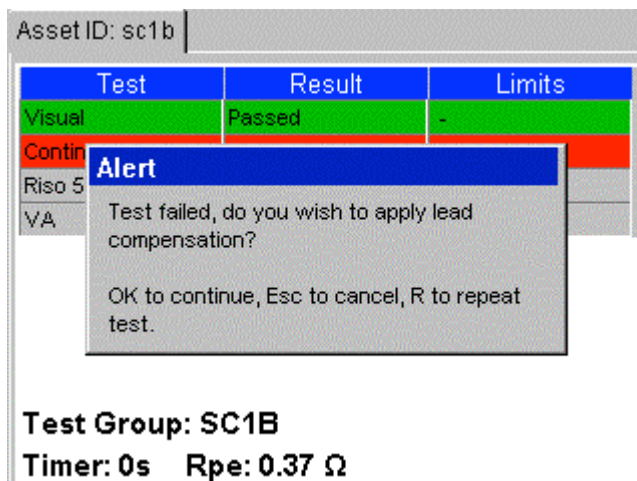 Asset ID: sc1b
Test Result Limits
Visual Passed -
Contin
Riso 5
VA
Alert
Test failed, do you wish to apply lead
compensation?
OK to continue, Esc to cancel, R to repeat
test.
Test Group: SC1B
Timer: 0s Rpe: 0.37 Ω